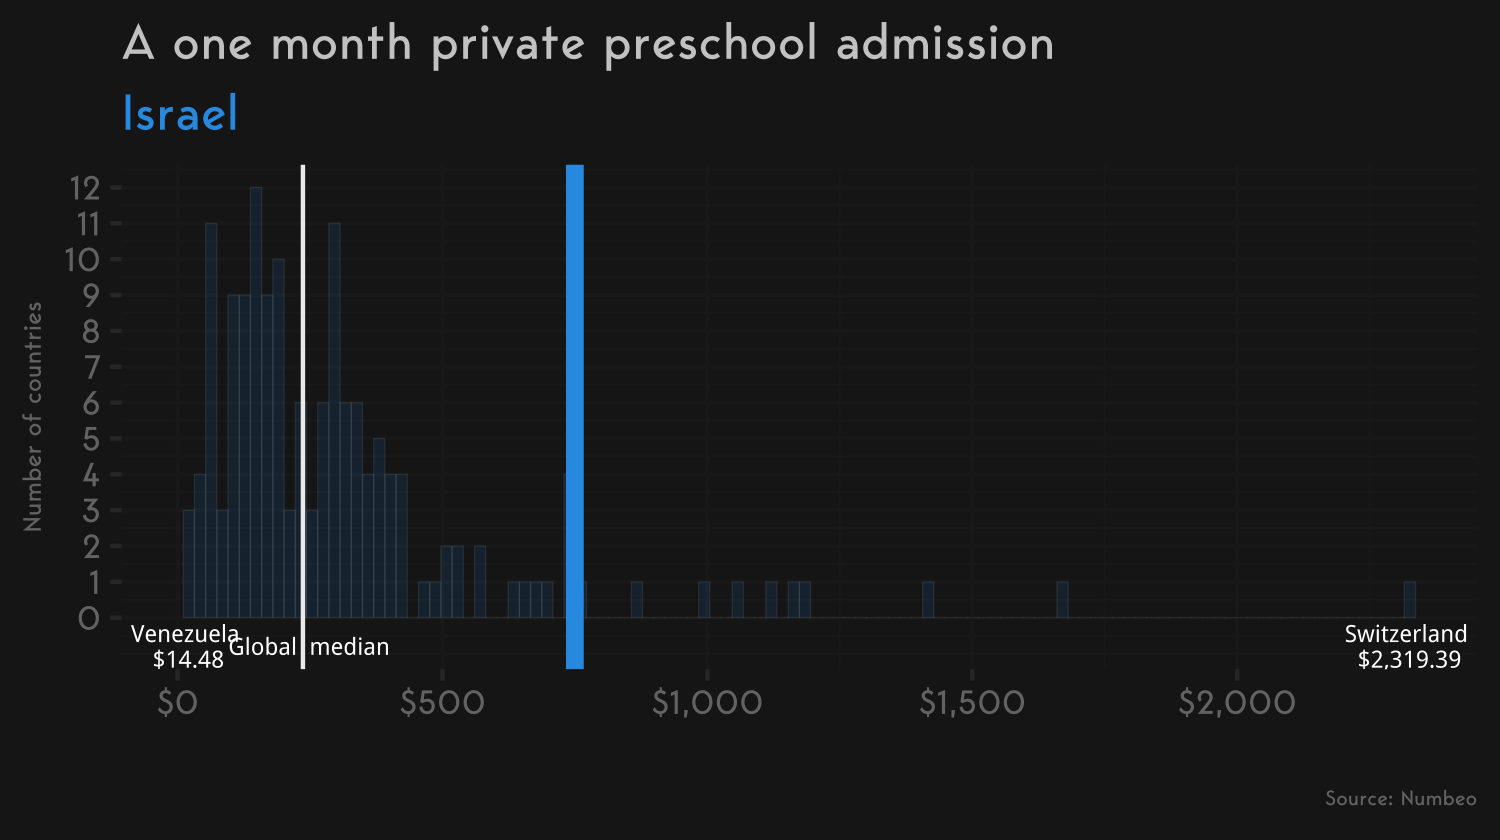 A one month private preschool admission
Israel
Number of countries
12
11
10
9
8
7
6
5
4
3
2
1
0
Venezuela
$14.48
Global median
Switzerland
$2,319.39
$0 $500 $1,000 $1,500 $2,000
Source: Numbeo